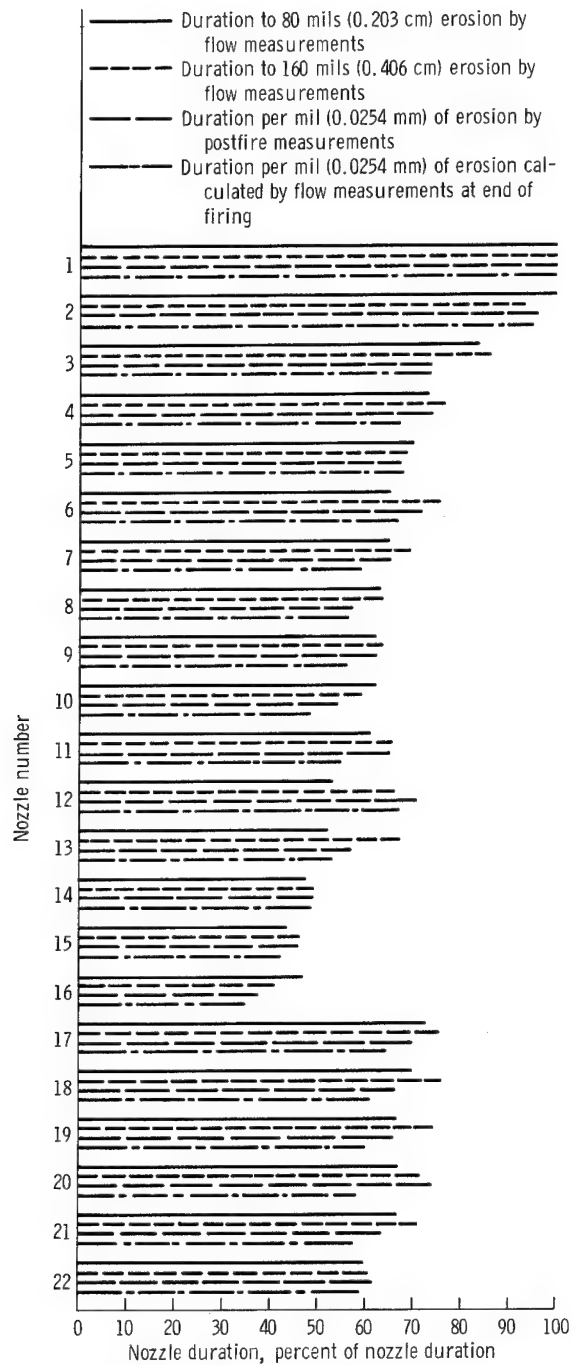 Duration to 80 mils (0.203 cm) erosion by
flow measurements
Duration to 160 mils (0.406 cm) erosion by
flow measurements
Duration per mil (0.0254 mm) of erosion by
postfire measurements
Duration per mil (0.0254 mm) of erosion cal-
culated by flow measurements at end of
firing
Nozzle number
1
2
3
4
5
6
7
8
9
10
11
12
13
14
15
16
17
18
19
20
21
22
0 10 20 30 40 50 60 70 80 90 100
Nozzle duration, percent of nozzle duration